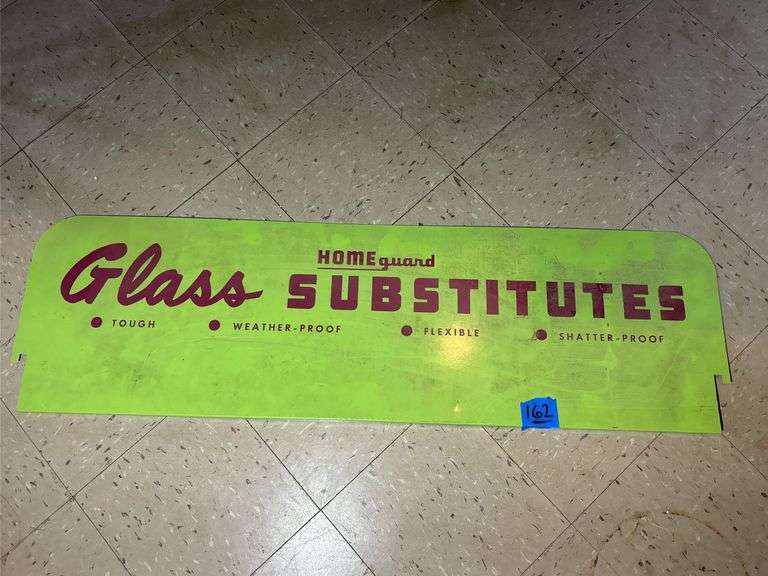 HOMEguard
Glass SUBSTITUTES
• TOUGH • WEATHER-PROOF • FLEXIBLE • SHATTER-PROOF
162